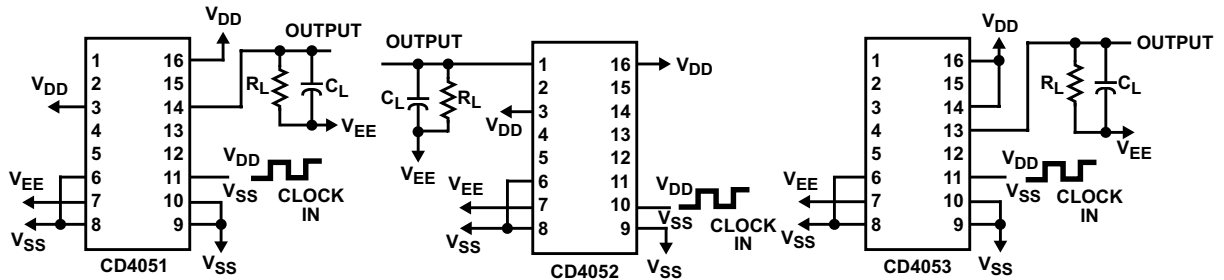 VDD
OUTPUT
1 16
2 15
VDD
3 14
4 13
5 12
6 11
7 10
8 9
RL
CL
VEE
VDD
VSS
CLOCK
IN
VEE
VSS
VSS
CD4051
OUTPUT
1 16
VDD
2 15
3 14
4 13
5 12
6 11
7 10
8 9
CL
RL
VDD
VEE
VEE
VSS
VDD
VSS
CLOCK
IN
VSS
CD4052
VDD
OUTPUT
1 16
2 15
3 14
4 13
5 12
6 11
7 10
8 9
RL
CL
VEE
VDD
VSS
CLOCK
IN
VEE
VSS
VSS
CD4053